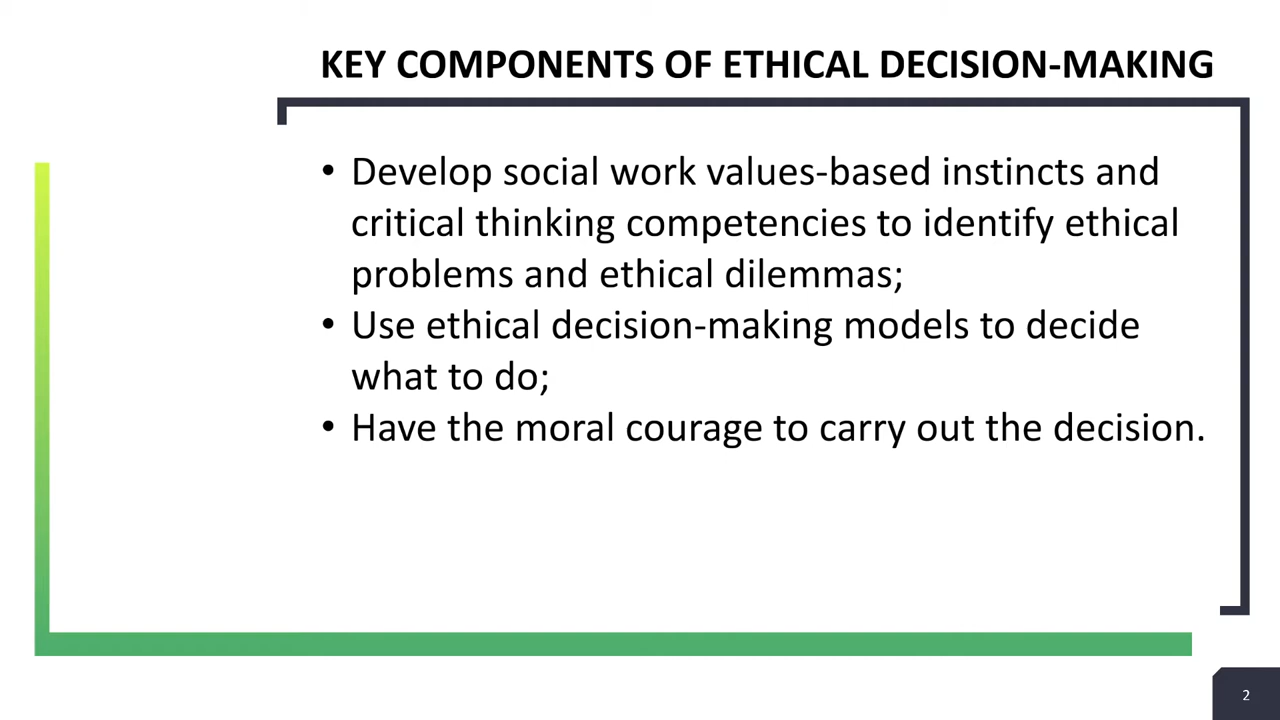 KEY COMPONENTS OF ETHICAL DECISION-MAKING
• Develop social work values-based instincts and
critical thinking competencies to identify ethical
problems and ethical dilemmas;
• Use ethical decision-making models to decide
what to do;
• Have the moral courage to carry out the decision.
2